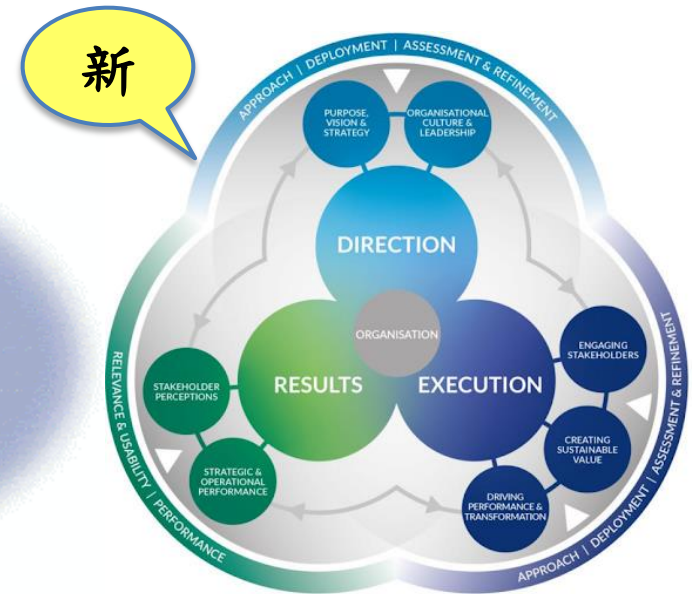 新
APPROACH | DEPLOYMENT | ASSESSMENT & REFINEMENT
PURPOSE,
VISION &
STRATEGY
ORGANISATIONAL
CULTURE &
LEADERSHIP
DIRECTION
ORGANISATION
RESULTS
EXECUTION
ENGAGING
STAKEHOLDERS
CREATING
SUSTAINABLE
VALUE
DRIVING
PERFORMANCE &
TRANSFORMATION
STAKEHOLDER
PERCEPTIONS
STRATEGIC &
OPERATIONAL
PERFORMANCE
RELEVANCE & USABILITY | PERFORMANCE
APPROACH | DEPLOYMENT | ASSESSMENT & REFINEMENT